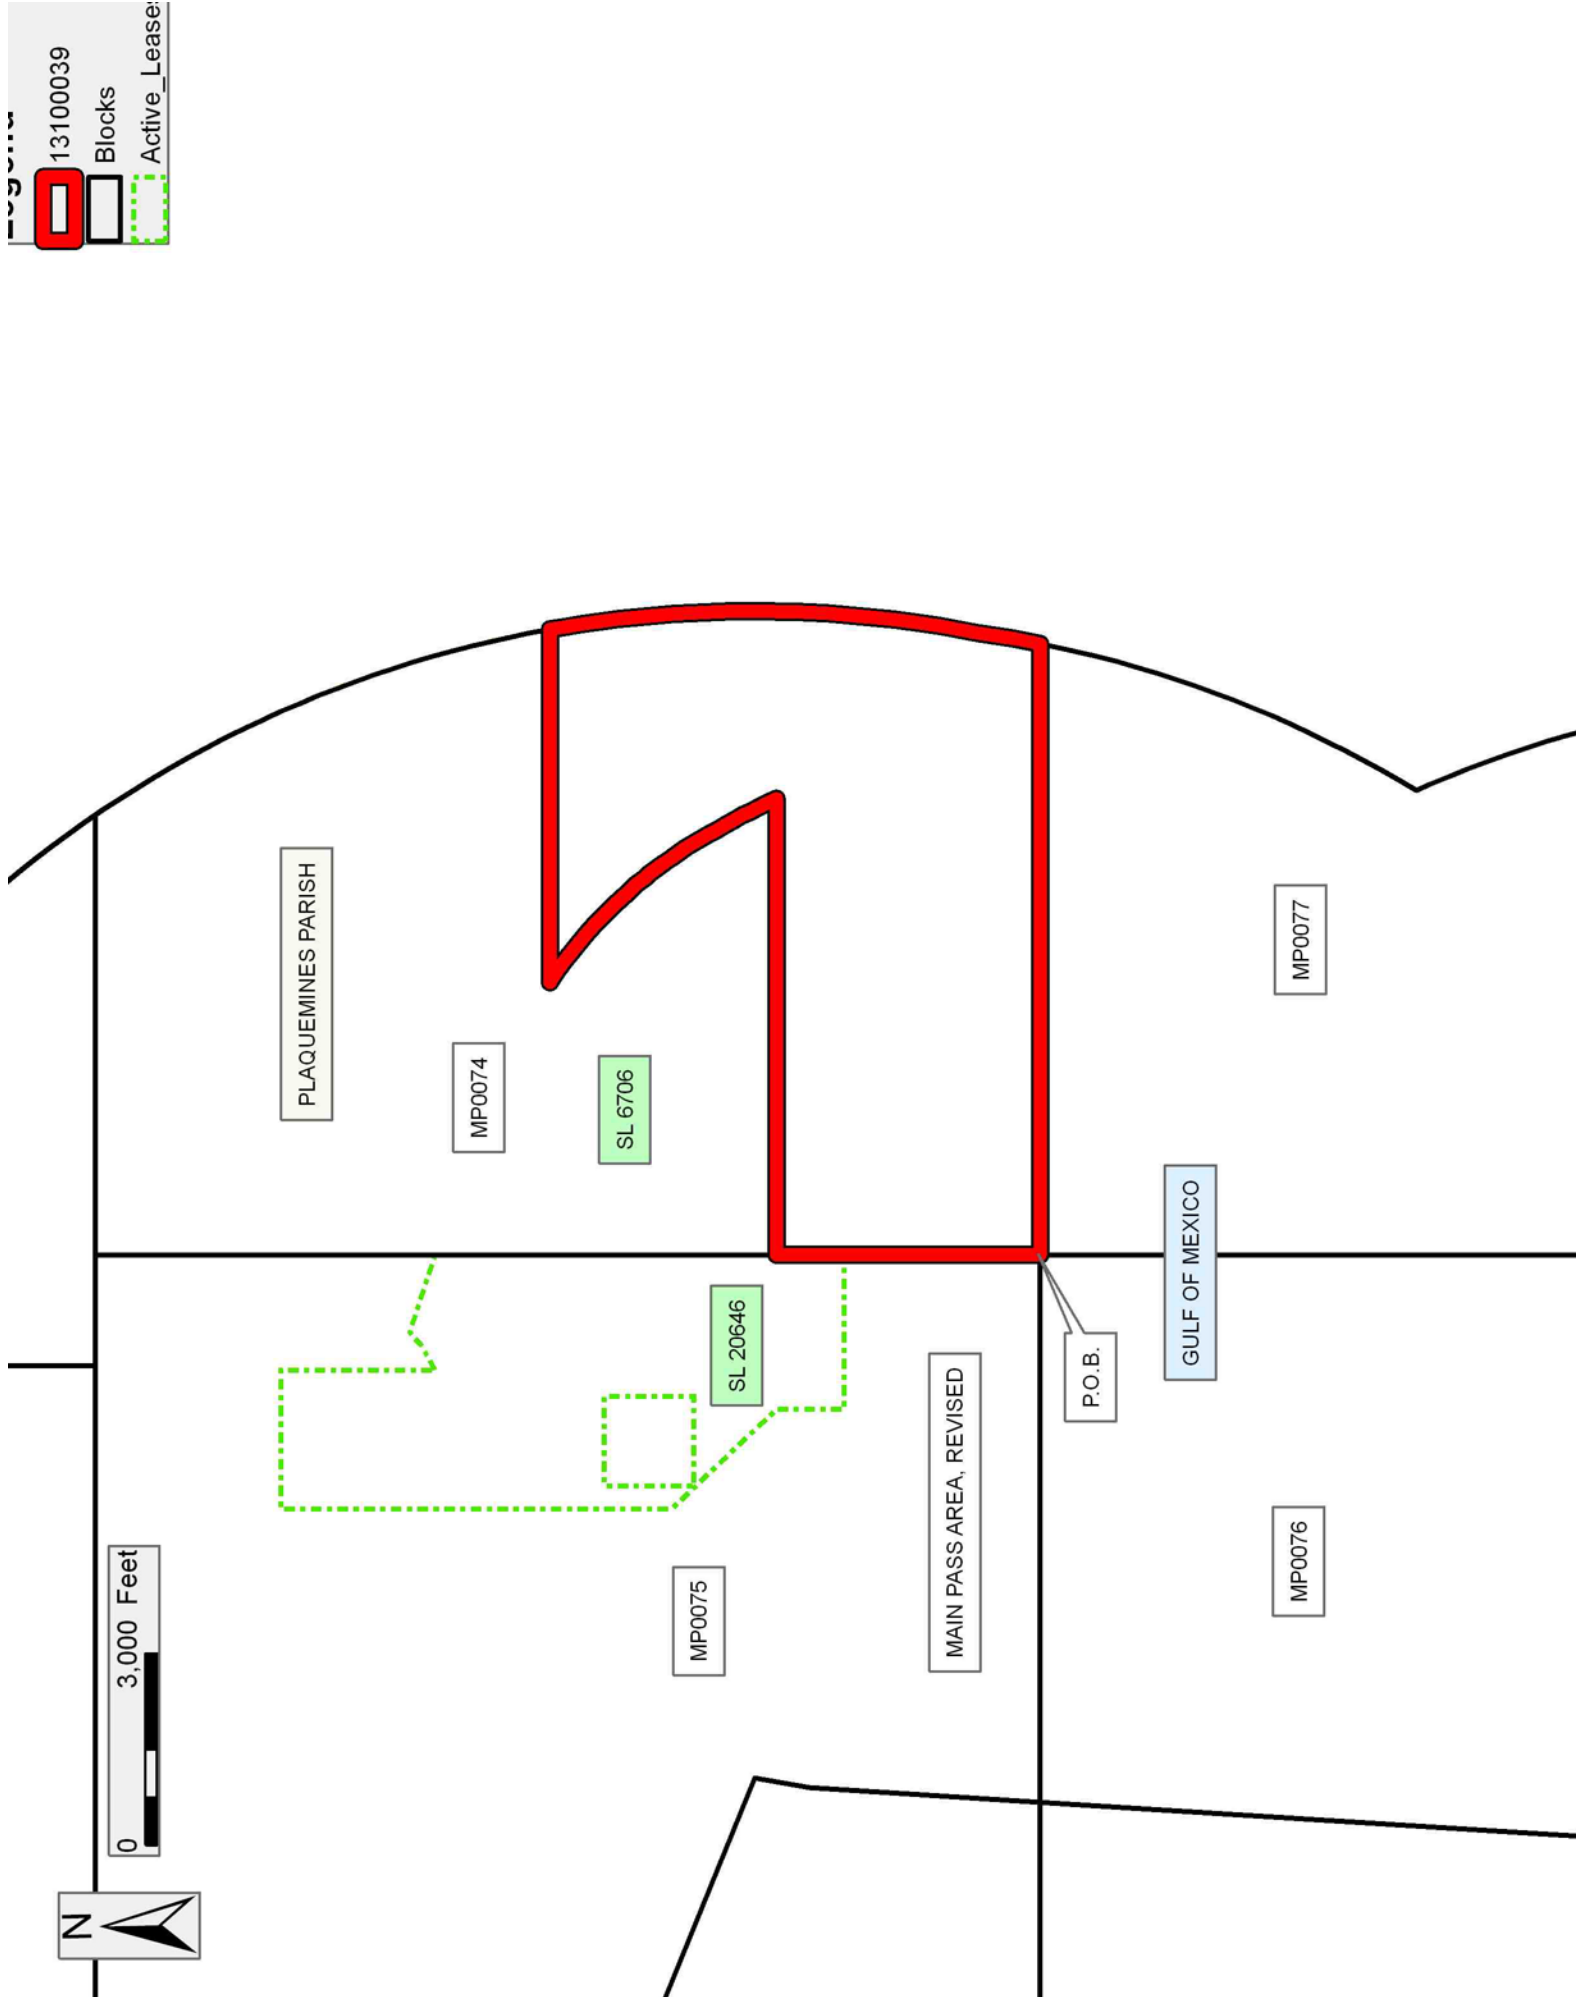 N
13100039
Blocks
0 3,000 Feet
Active_Lease
PLAQUEMINES PARISH
MP0074
SL 6706
MP0075
SL 20646
MAIN PASS AREA, REVISED
P.O.B.
GULF OF MEXICO
MP0076
MP0077